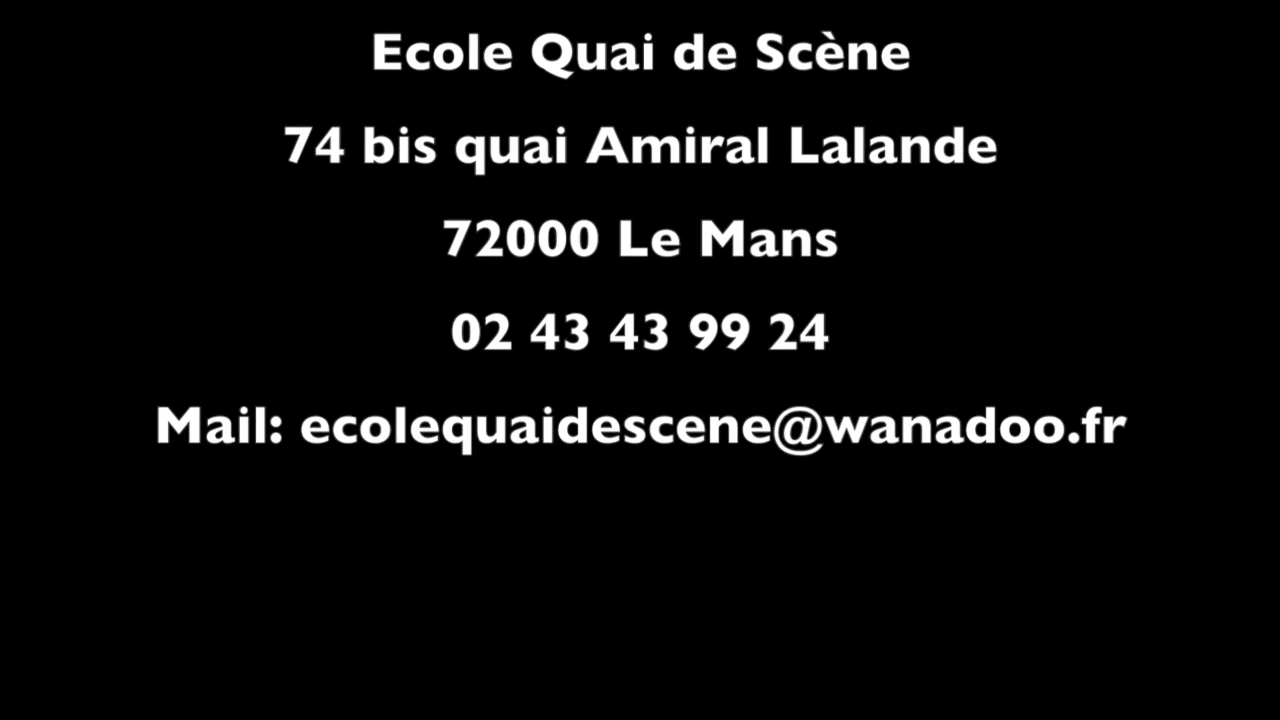 Ecole Quai de Scène
74 bis quai Amiral Lalande
72000 Le Mans
02 43 43 99 24
Mail: ecolequaidescene@wanadoo.fr